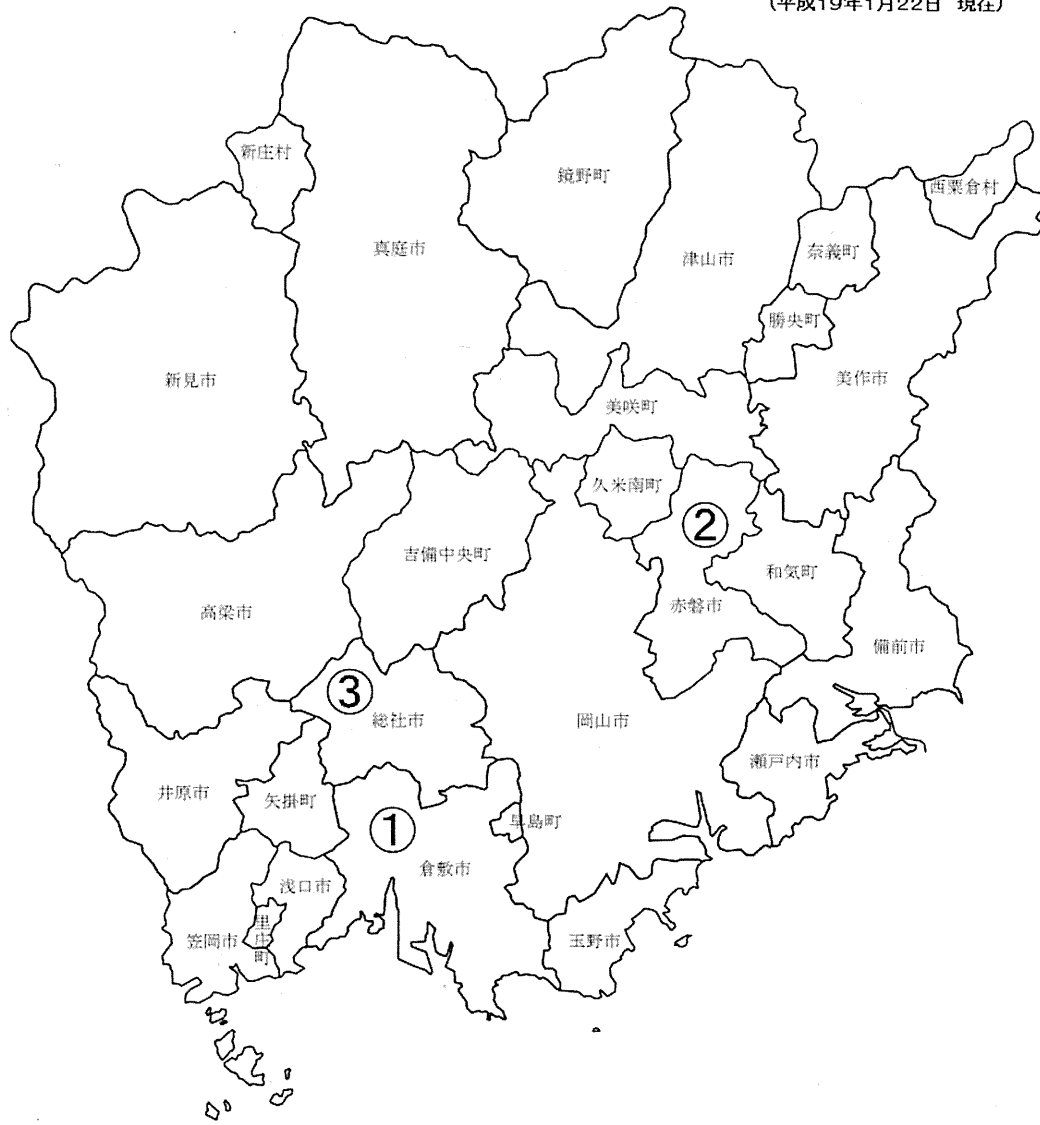 (平成19年1月22日 現在)
新庄村
西粟倉村
鏡野町
真庭市
津山市
奈義町
勝央町
新見市
美作市
美咲町
久米南町
②
吉備中央町
和気町
高梁市
赤磐市
備前市
③
総社市
岡山市
瀬戸内市
井原市
矢掛町
①
早島町
倉敷市
浅口市
里庄町
笠岡市
玉野市